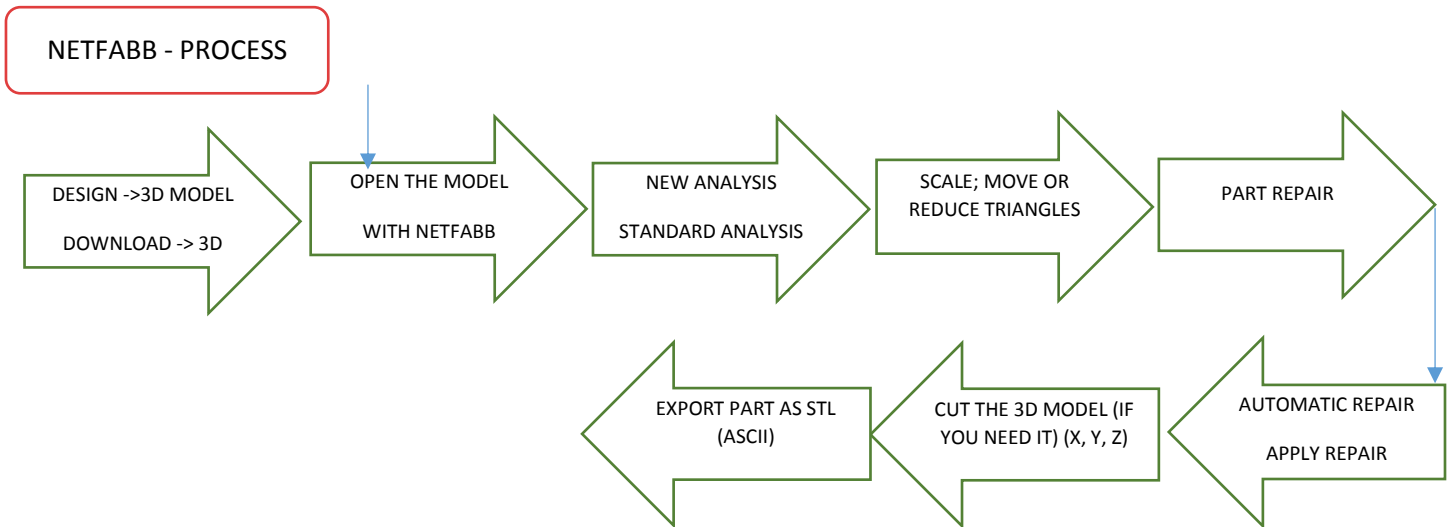 NETFABB - PROCESS
DESIGN ->3D MODEL
DOWNLOAD -> 3D
OPEN THE MODEL
WITH NETFABB
NEW ANALYSIS
STANDARD ANALYSIS
SCALE; MOVE OR
REDUCE TRIANGLES
PART REPAIR
AUTOMATIC REPAIR
APPLY REPAIR
CUT THE 3D MODEL (IF
YOU NEED IT) (X, Y, Z)
EXPORT PART AS STL
(ASCII)